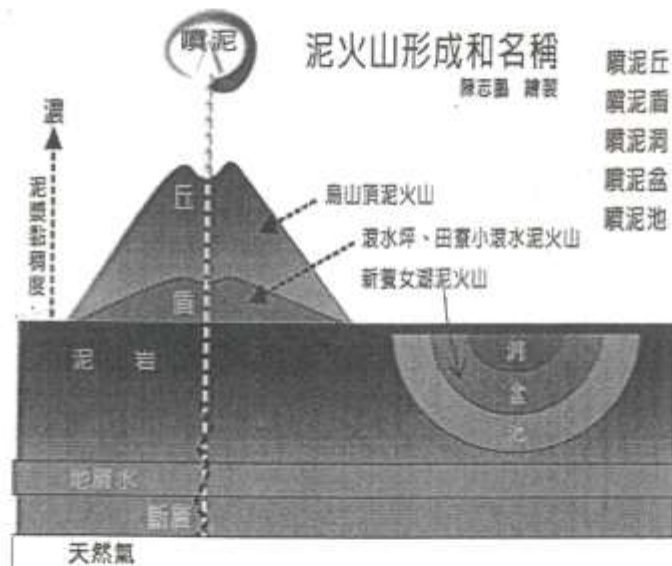 噴泥
泥火山形成和名稱
陳志鵬 繪製
噴泥丘
噴泥盾
噴泥洞
噴泥盆
噴泥池
濃
泥漿黏稠度
丘
烏山頂泥火山
滾水坪、田寮小滾水泥火山
新養女湖泥火山
盾
泥岩
洞
盆
池
地層水
斷層
天然氣